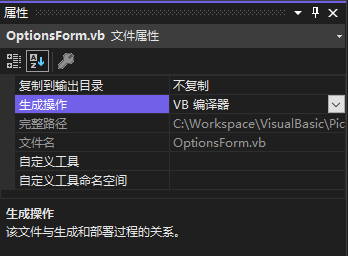 属性
OptionsForm.vb 文件属性
复制到输出目录 不复制
生成操作 VB 编译器
完整路径 C:\Workspace\VisualBasic\Pic
文件名 OptionsForm.vb
自定义工具
自定义工具命名空间
生成操作
该文件与生成和部署过程的关系。